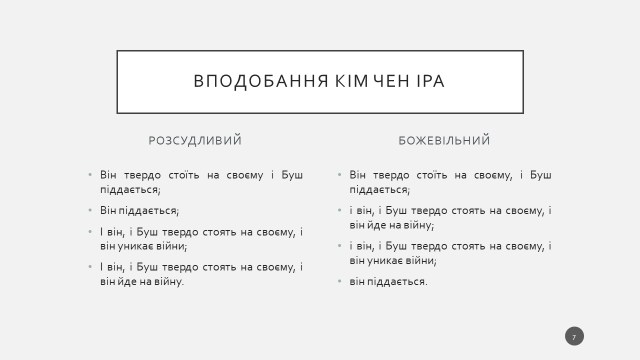 ВПОДОБАННЯ КІМ ЧЕН ІРА
РОЗСУДЛИВИЙ
• Він твердо стоїть на своєму і Буш
піддається;
• Він піддається;
• І він, і Буш твердо стоять на своєму, і
він уникає війни;
• І він, і Буш твердо стоять на своєму, і
він йде на війну.
БОЖЕВІЛЬНИЙ
• Він твердо стоїть на своєму, і Буш
піддається;
• і він, і Буш твердо стоять на своєму, і
він йде на війну;
• і він, і Буш твердо стоять на своєму, і
він уникає війни;
• він піддається.
7